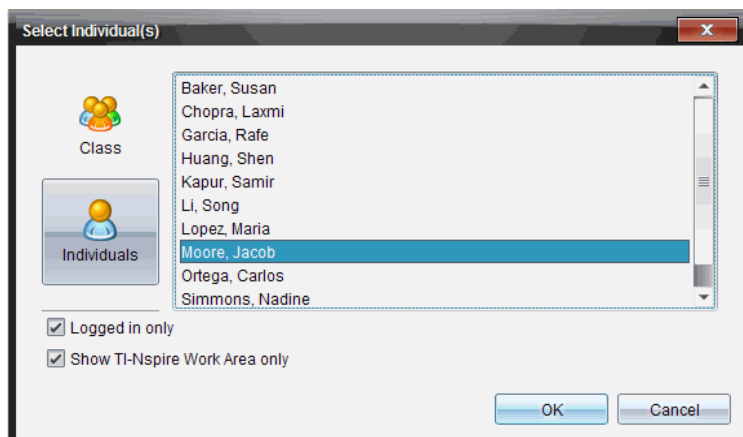 Select Individual(s)
Class
Individuals
Baker, Susan
Chopra, Laxmi
Garcia, Rafe
Huang, Shen
Kapur, Samir
Li, Song
Lopez, Maria
Moore, Jacob
Ortega, Carlos
Simmons, Nadine
Logged in only
Show TI-Nspire Work Area only
OK
Cancel